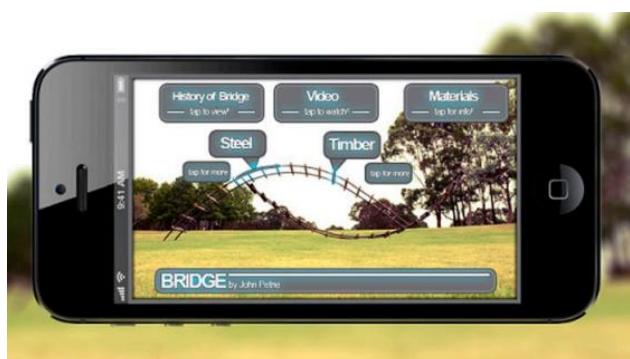 History of Bridge
tap to view!
Video
tap to watch!
Materials
tap for info!
Steel
Timber
tap for more
tap for more
9:41 AM
BRIDGE by John Petrie